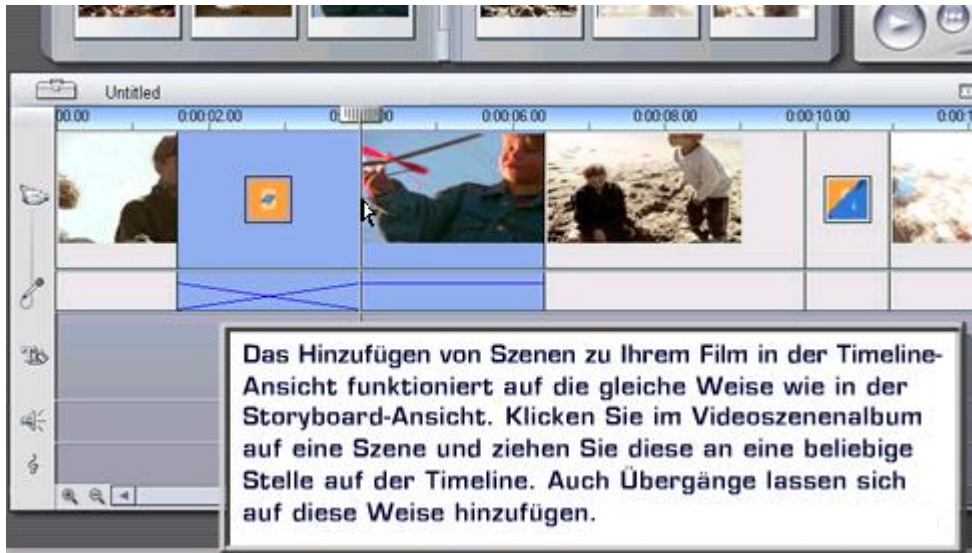 Untitled
00.00 0:00:02.00 0:00:06.00 0:00:08.00 0:00:10.00
Das Hinzufügen von Szenen zu Ihrem Film in der Timeline-
Ansicht funktioniert auf die gleiche Weise wie in der
Storyboard-Ansicht. Klicken Sie im Videoszenenalbum
auf eine Szene und ziehen Sie diese an eine beliebige
Stelle auf der Timeline. Auch Übergänge lassen sich
auf diese Weise hinzufügen.